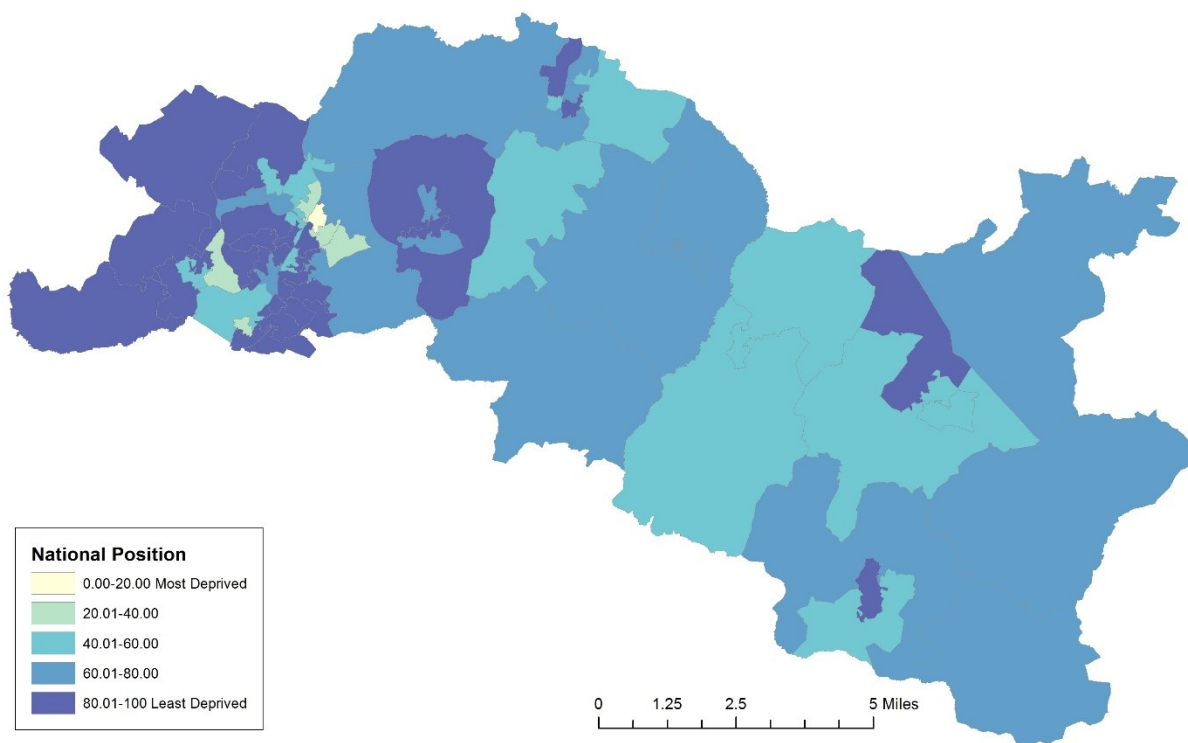 National Position
0.00-20.00 Most Deprived
20.01-40.00
40.01-60.00
60.01-80.00
80.01-100 Least Deprived
0 1.25 2.5 5 Miles